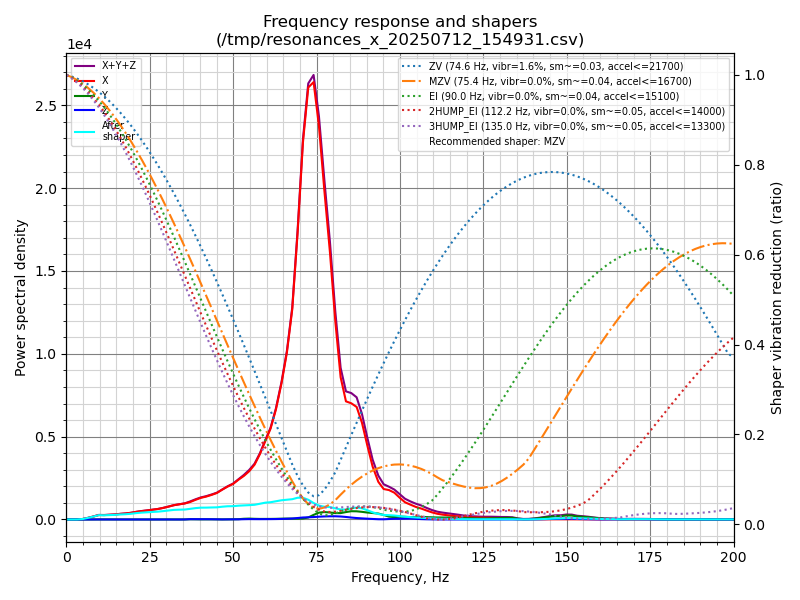 Frequency response and shapers
(/tmp/resonances_x_20250712_154931.csv)
1e4
X+Y+Z
X
Y
Z
After
shaper
ZV (74.6 Hz, vibr=1.6%, sm~=0.03, accel<=21700)
MZV (75.4 Hz, vibr=0.0%, sm~=0.04, accel<=16700)
EI (90.0 Hz, vibr=0.0%, sm~=0.04, accel<=15100)
2HUMP_EI (112.2 Hz, vibr=0.0%, sm~=0.05, accel<=14000)
3HUMP_EI (135.0 Hz, vibr=0.0%, sm~=0.05, accel<=13300)
Recommended shaper: MZV
Power spectral density
2.5
2.0
1.5
1.0
0.5
0.0
1.0
0.8
0.6
0.4
0.2
0.0
Shaper vibration reduction (ratio)
0 25 50 75 100 125 150 175 200
Frequency, Hz